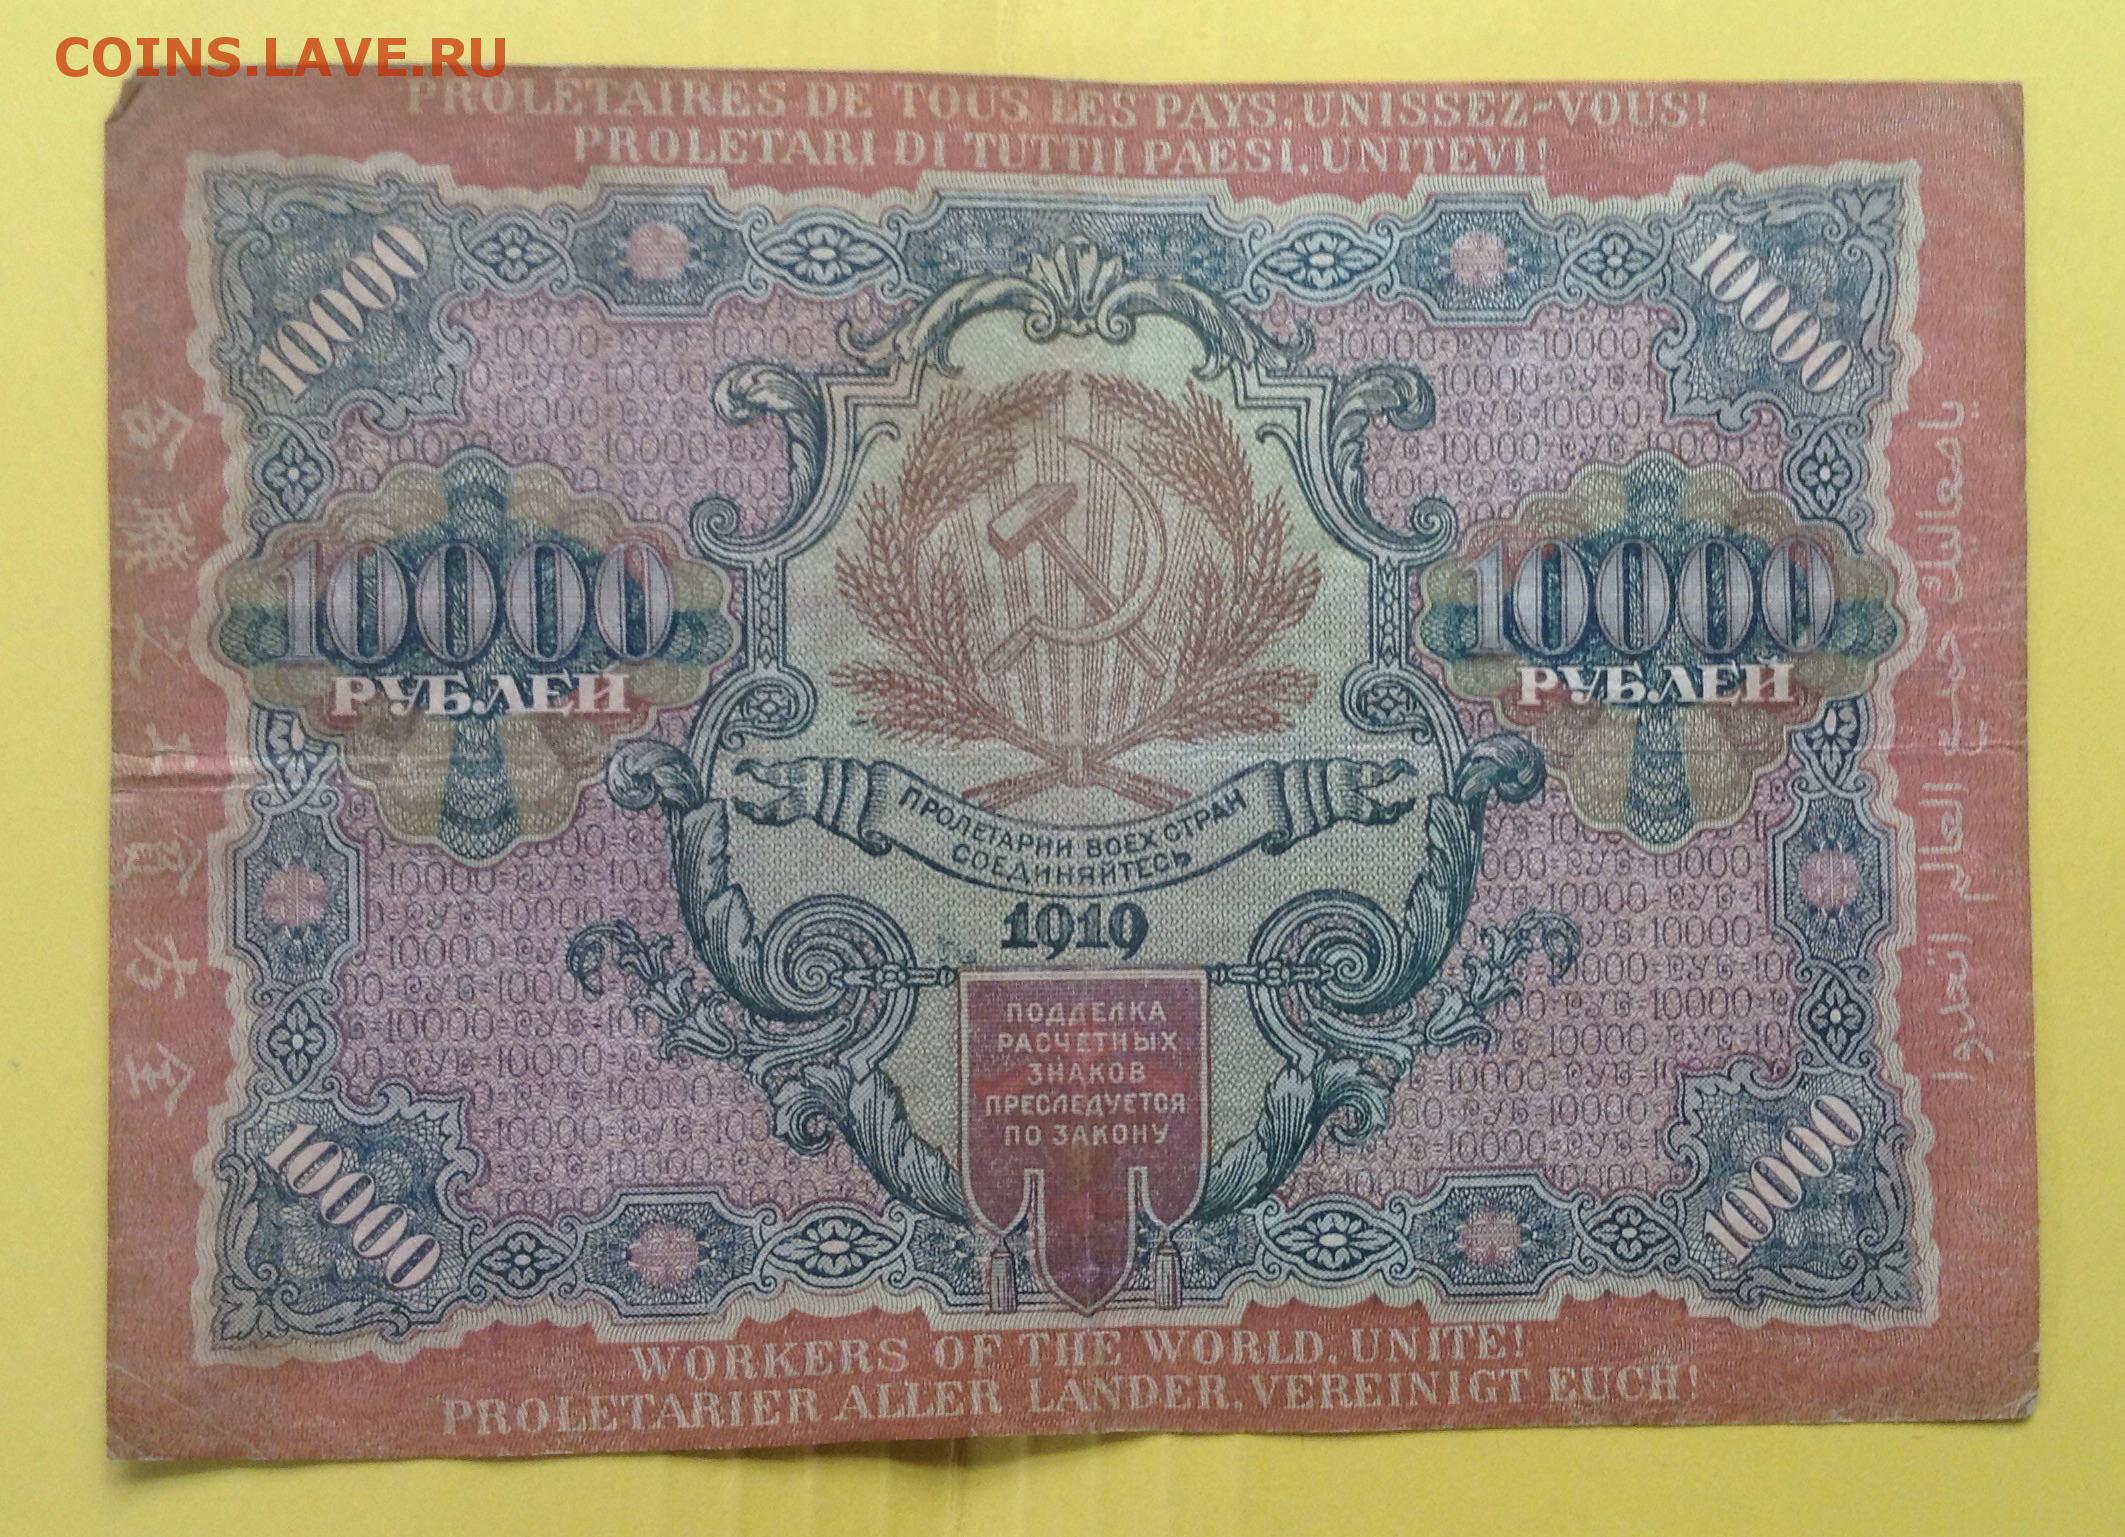 COINS.LAVE.RU
PROLÉTAIRES DE TOUS LES PAYS, UNISSEZ-VOUS!
PROLETARI DI TUTTI I PAESI, UNITEVI!
10000
10000
10000
РУБЛЕЙ
10000
РУБЛЕЙ
ПРОЛЕТАРИИ ВСЕХ СТРАН
СОЕДИНЯЙТЕСЬ
1919
ПОДДЕЛКА
РАСЧЕТНЫХ
ЗНАКОВ
ПРЕСЛЕДУЕТСЯ
ПО ЗАКОНУ
10000
10000
WORKERS OF THE WORLD, UNITE!
PROLETARIER ALLER LÄNDER, VEREINIGT EUCH!